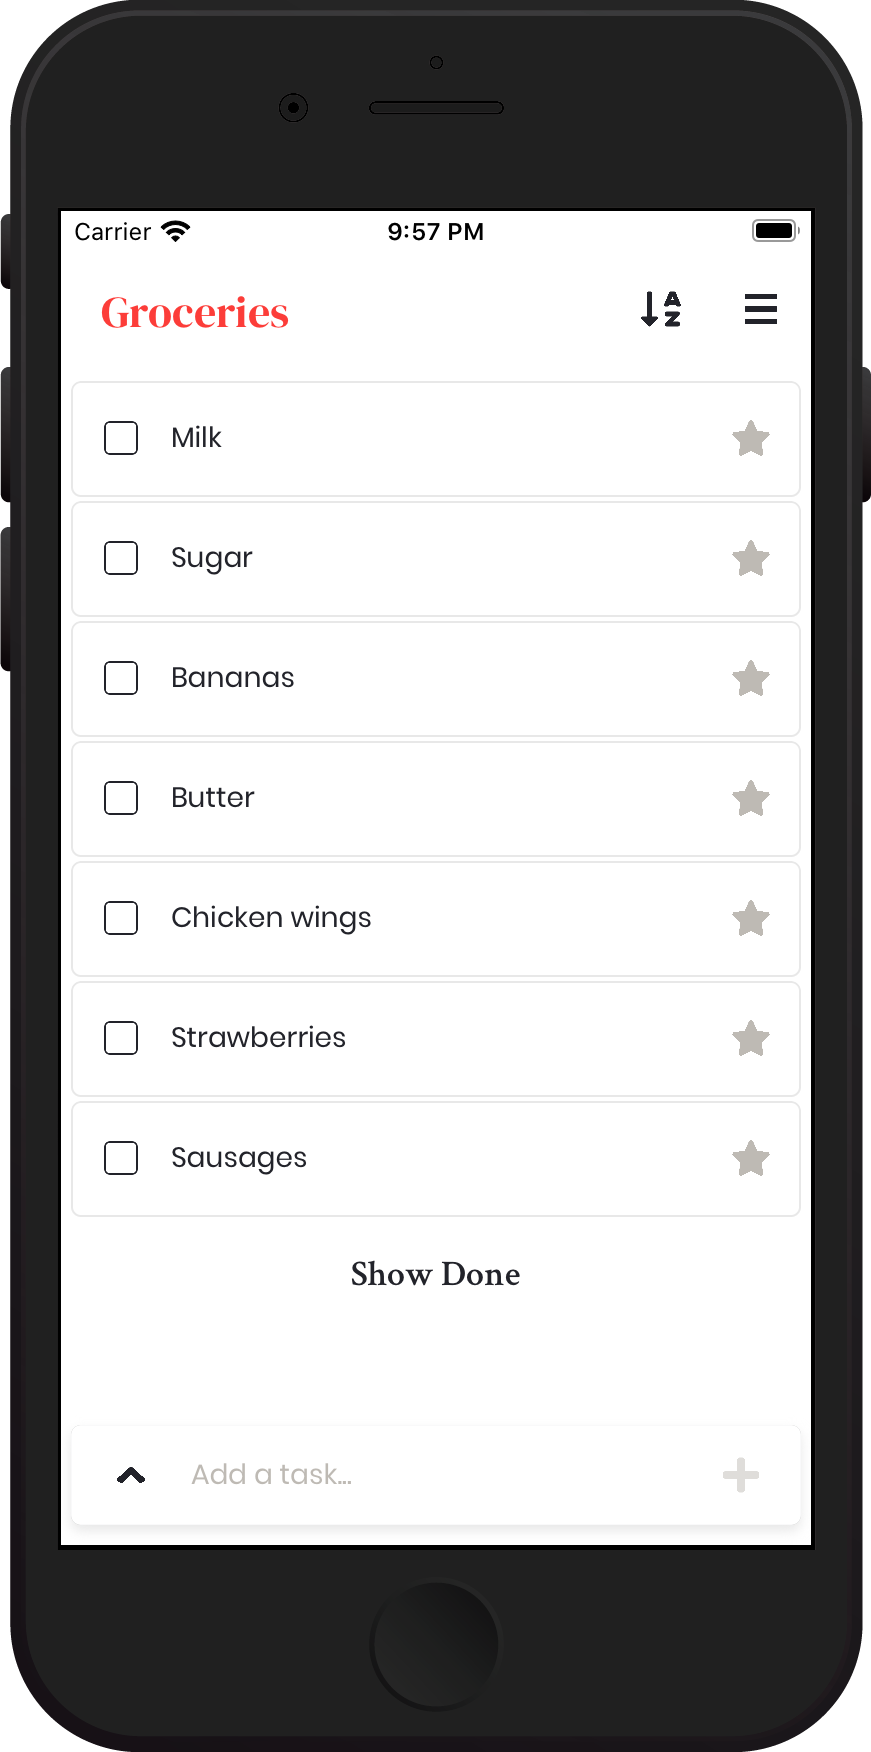 Carrier 9:57 PM
Groceries A
Z
Milk
Sugar
Bananas
Butter
Chicken wings
Strawberries
Sausages
Show Done
Add a task...